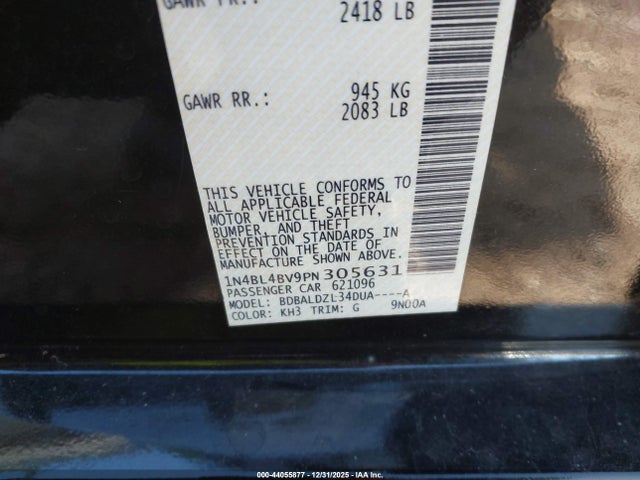 GAWR FR.:
2418 LB
GAWR RR.: 945 KG
2083 LB
THIS VEHICLE CONFORMS TO
ALL APPLICABLE FEDERAL
MOTOR VEHICLE SAFETY,
BUMPER, AND THEFT
PREVENTION STANDARDS IN
EFFECT ON THE DATE OF
MANUFACTURE SHOWN ABOVE.
1N4BL4BV9PN305631
PASSENGER CAR 621096
MODEL: BDBALDZL34DUA----A
COLOR: KH3 TRIM: G 9N00A
000-44055877 - 12/31/2025 - IAA Inc.